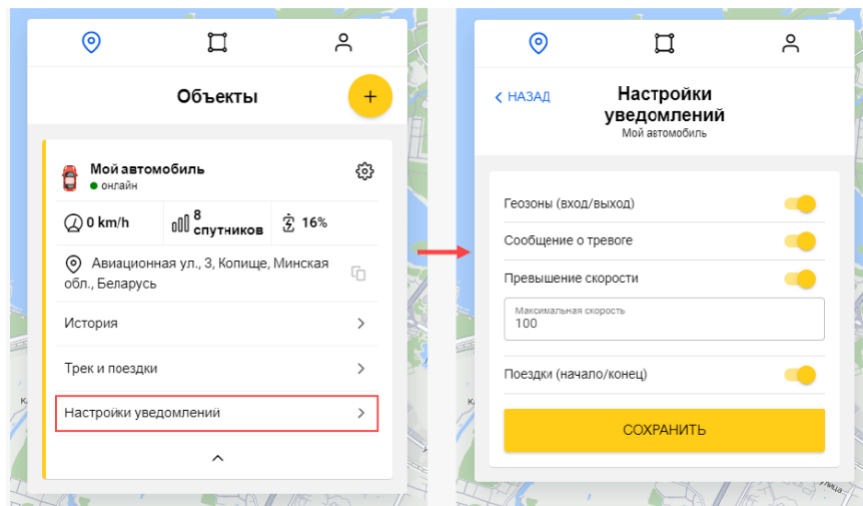 Объекты
+
Мой автомобиль
онлайн
0 km/h
8
спутников
16%
Авиационная ул., 3, Копище, Минская
обл., Беларусь
История
Трек и поездки
Настройки уведомлений
НАЗАД
Настройки
уведомлений
Мой автомобиль
Геозоны (вход/выход)
Сообщение о тревоге
Превышение скорости
Максимальная скорость
100
Поездки (начало/конец)
СОХРАНИТЬ
улица